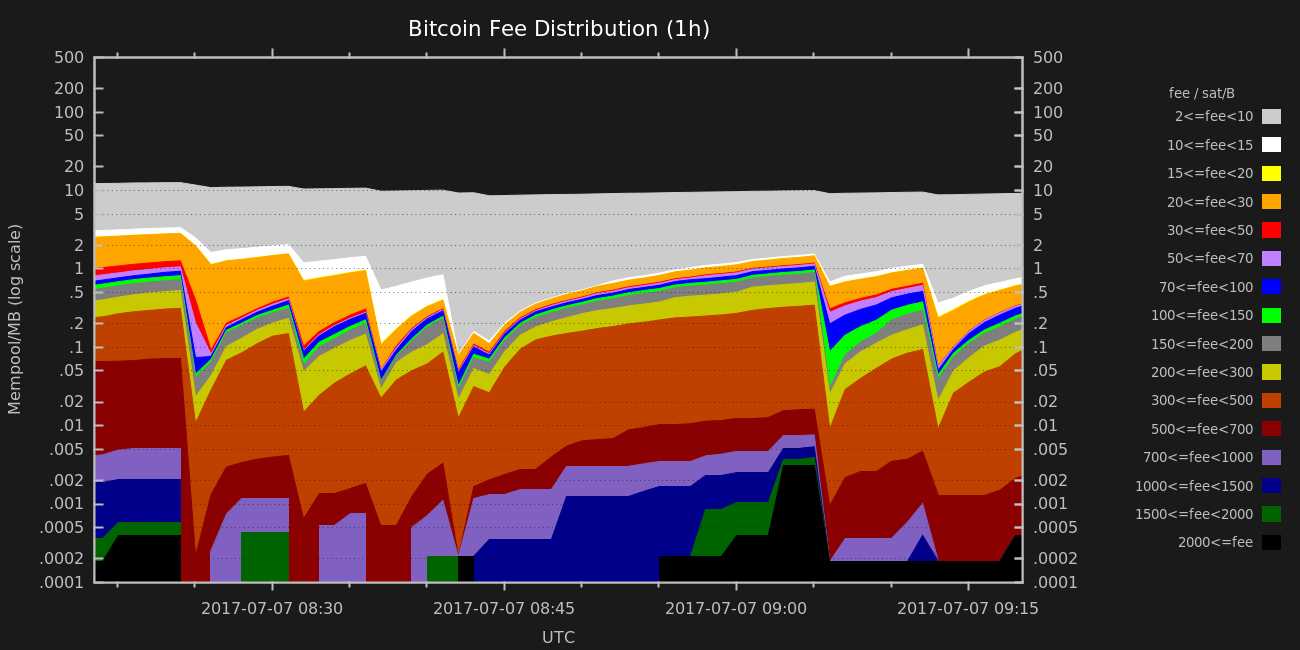 Bitcoin Fee Distribution (1h)
500 500
200 200
100 100
50 50
20 20
10 10
5 5
2 2
1 1
.5 .5
.2 .2
.1 .1
.05 .05
.02 .02
.01 .01
.005 .005
.002 .002
.001 .001
.0005 .0005
.0002 .0002
.0001 .0001
Mempool/MB (log scale)
2017-07-07 08:30 2017-07-07 08:45 2017-07-07 09:00 2017-07-07 09:15
UTC
fee / sat/B
2<=fee<10
10<=fee<15
15<=fee<20
20<=fee<30
30<=fee<50
50<=fee<70
70<=fee<100
100<=fee<150
150<=fee<200
200<=fee<300
300<=fee<500
500<=fee<700
700<=fee<1000
1000<=fee<1500
1500<=fee<2000
2000<=fee